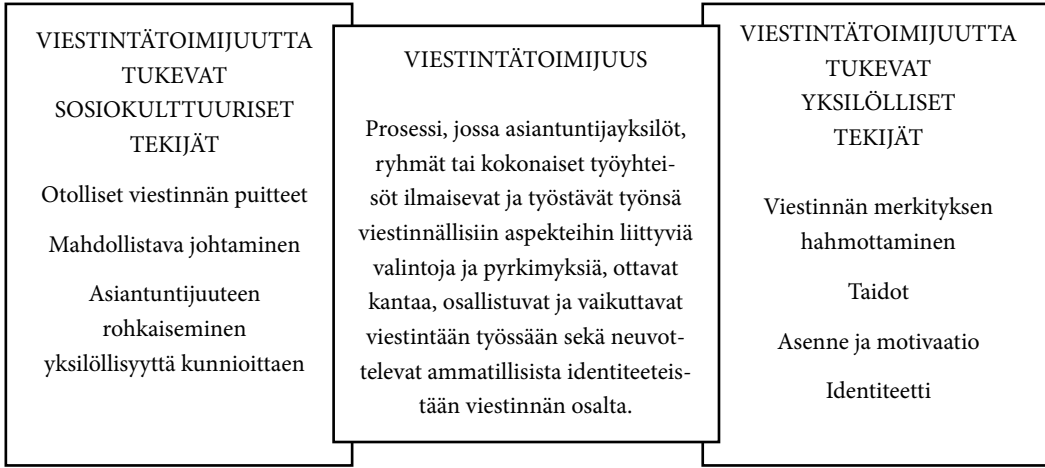 VIESTINTÄTOIMIJUUTTA
TUKEVAT
SOSIOKULTTUURISET
TEKIJÄT
Otolliset viestinnän puitteet
Mahdollistava johtaminen
Asiantuntijuuteen
rohkaiseminen
yksilöllisyyttä kunnioittaen
VIESTINTÄTOIMIJUUS
Prosessi, jossa asiantuntijayksilöt,
ryhmät tai kokonaiset työyhtei-
söt ilmaisevat ja työstävät työnsä
viestinnällisiin aspekteihin liittyviä
valintoja ja pyrkimyksiä, ottavat
kantaa, osallistuvat ja vaikuttavat
viestintään työssään sekä neuvot-
televat ammatillisista identiteeteis-
tään viestinnän osalta.
VIESTINTÄTOIMIJUUTTA
TUKEVAT
YKSILÖLLISET
TEKIJÄT
Viestinnän merkityksen
hahmottaminen
Taidot
Asenne ja motivaatio
Identiteetti